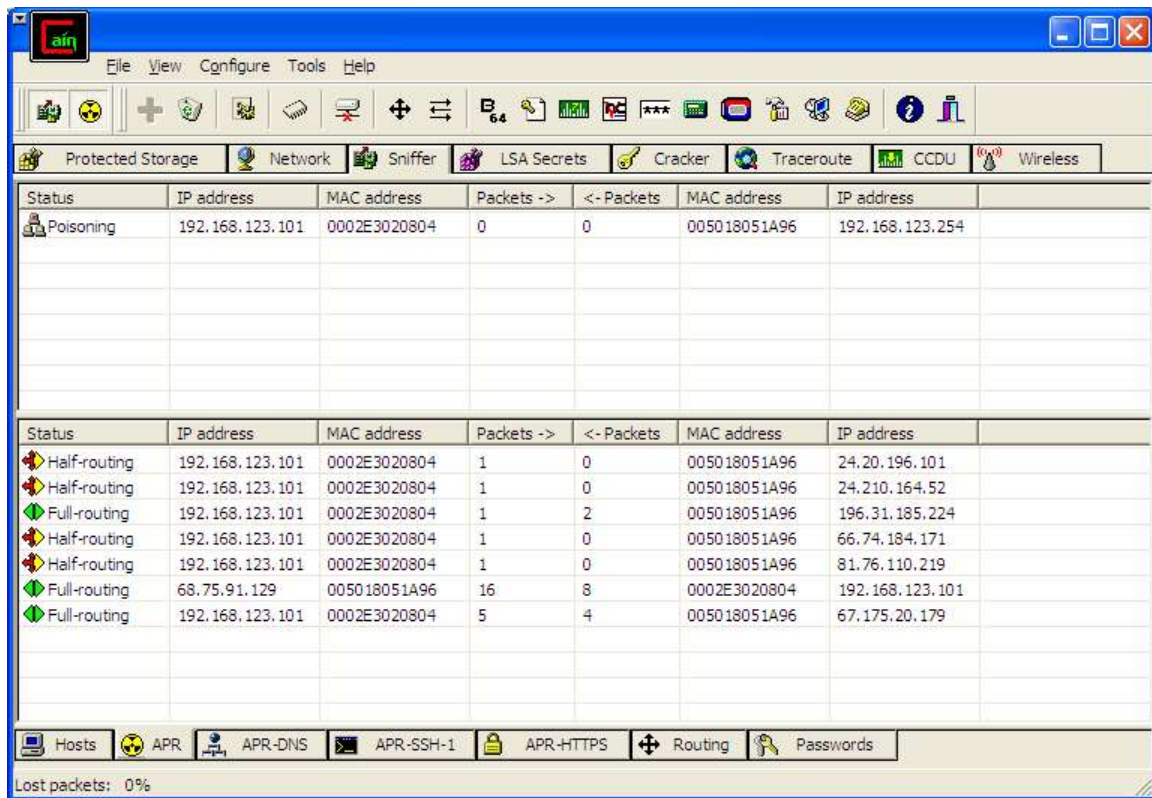 Caín
File View Configure Tools Help
B64 ***
Protected Storage Network Sniffer LSA Secrets Cracker Traceroute CCDU Wireless
Status IP address MAC address Packets -> <- Packets MAC address IP address
Poisoning 192.168.123.101 0002E3020804 0 0 005018051A96 192.168.123.254
Status IP address MAC address Packets -> <- Packets MAC address IP address
Half-routing 192.168.123.101 0002E3020804 1 0 005018051A96 24.20.196.101
Half-routing 192.168.123.101 0002E3020804 1 0 005018051A96 24.210.164.52
Full-routing 192.168.123.101 0002E3020804 1 2 005018051A96 196.31.185.224
Half-routing 192.168.123.101 0002E3020804 1 0 005018051A96 66.74.184.171
Half-routing 192.168.123.101 0002E3020804 1 0 005018051A96 81.76.110.219
Full-routing 68.75.91.129 005018051A96 16 8 0002E3020804 192.168.123.101
Full-routing 192.168.123.101 0002E3020804 5 4 005018051A96 67.175.20.179
Hosts APR APR-DNS APR-SSH-1 APR-HTTPS Routing Passwords
Lost packets: 0%